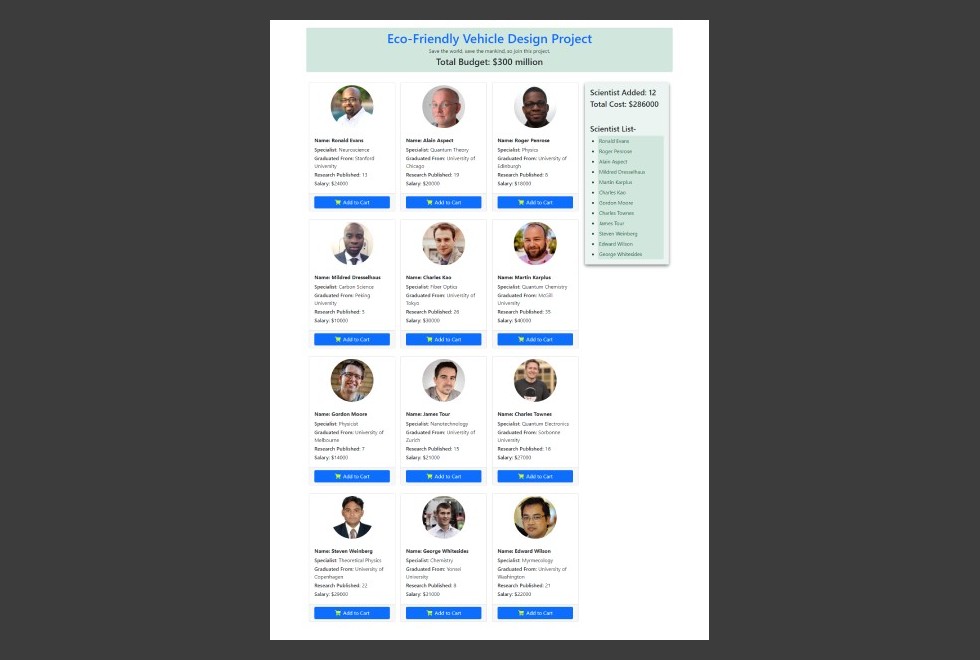 Eco-Friendly Vehicle Design Project
Save the world, save the mankind, so join this project.
Total Budget: $300 million
Name: Ronald Evans
Specialist: Neuroscience
Graduated From: Stanford
University
Research Published: 13
Salary: $24000
Add to Cart
Name: Alain Aspect
Specialist: Quantum Theory
Graduated From: University of
Chicago
Research Published: 19
Salary: $20000
Add to Cart
Name: Roger Penrose
Specialist: Physics
Graduated From: University of
Edinburgh
Research Published: 6
Salary: $18000
Add to Cart
Scientist Added: 12
Total Cost: $286000
Scientist List-
Ronald Evans
Roger Penrose
Alain Aspect
Mildred Dresselhaus
Martin Karplus
Charles Kao
Gordon Moore
Charles Townes
James Tour
Steven Weinberg
Edward Wilson
George Whitesides
Name: Mildred Dresselhaus
Specialist: Carbon Science
Graduated From: Peking
University
Research Published: 5
Salary: $10000
Add to Cart
Name: Charles Kao
Specialist: Fiber Optics
Graduated From: University of
Tokyo
Research Published: 26
Salary: $30000
Add to Cart
Name: Martin Karplus
Specialist: Quantum Chemistry
Graduated From: McGill
University
Research Published: 35
Salary: $40000
Add to Cart
Name: Gordon Moore
Specialist: Physicist
Graduated From: University of
Melbourne
Research Published: 7
Salary: $14000
Add to Cart
Name: James Tour
Specialist: Nanotechnology
Graduated From: University of
Zurich
Research Published: 15
Salary: $21000
Add to Cart
Name: Charles Townes
Specialist: Quantum Electronics
Graduated From: Sorbonne
University
Research Published: 16
Salary: $27000
Add to Cart
Name: Steven Weinberg
Specialist: Theoretical Physics
Graduated From: University of
Copenhagen
Research Published: 22
Salary: $29000
Add to Cart
Name: George Whitesides
Specialist: Chemistry
Graduated From: Yonsei
University
Research Published: 9
Salary: $31000
Add to Cart
Name: Edward Wilson
Specialist: Myrmecology
Graduated From: University of
Washington
Research Published: 21
Salary: $22000
Add to Cart